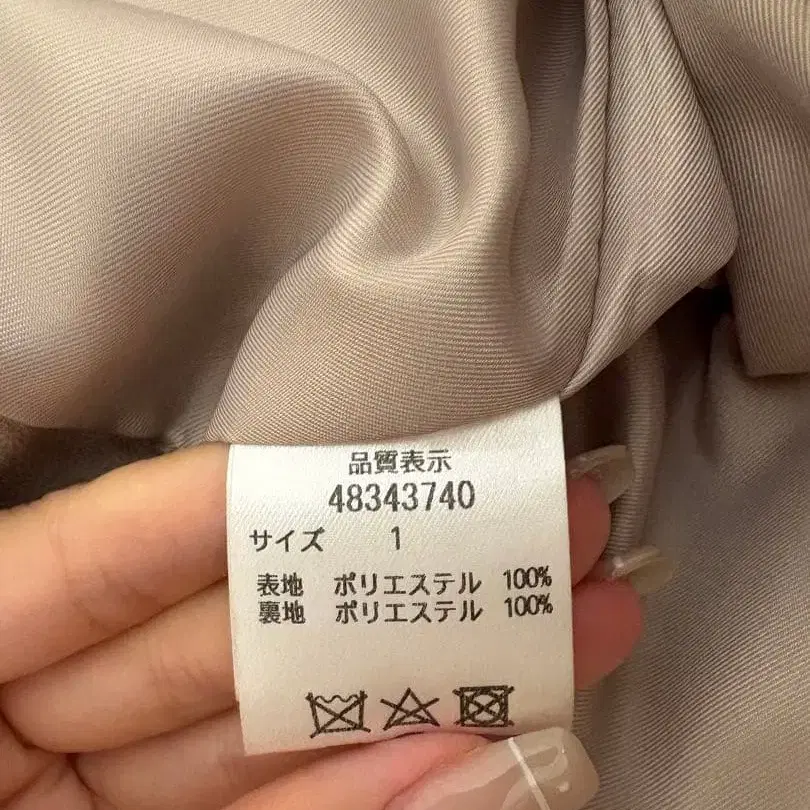 品質表示
48343740
サイズ 1
表地 ポリエステル 100%
裏地 ポリエステル 100%